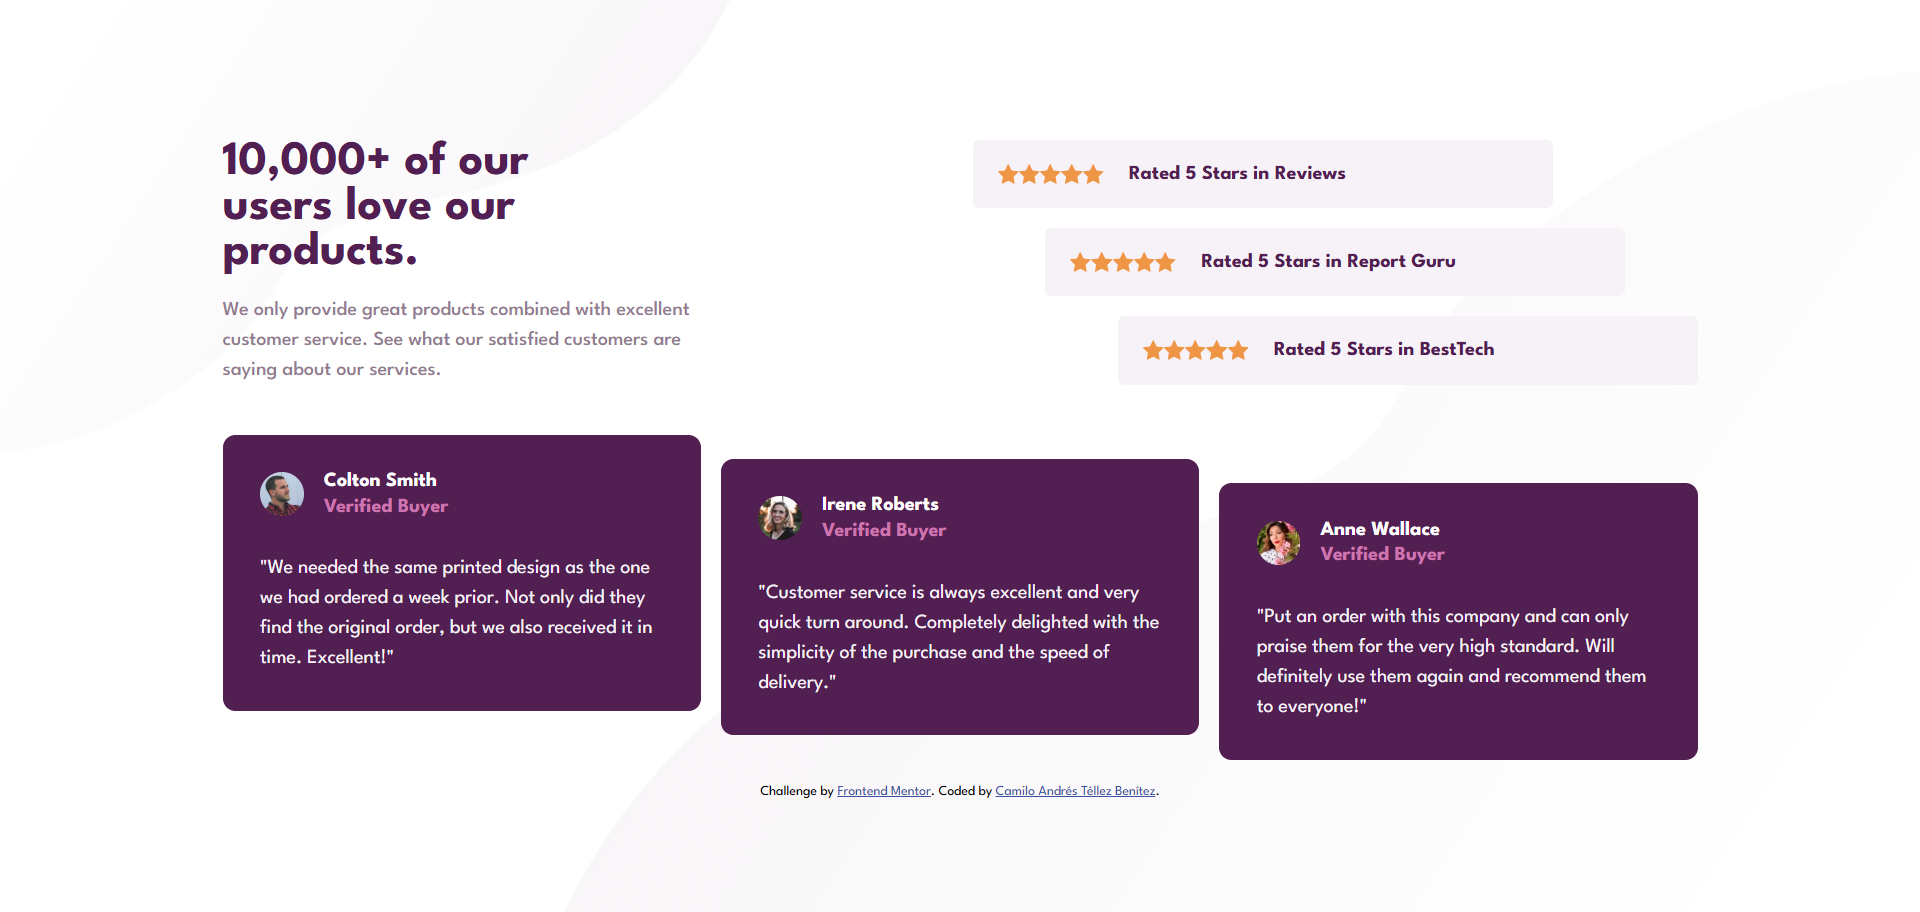 10,000+ of our
users love our
products.
We only provide great products combined with excellent
customer service. See what our satisfied customers are
saying about our services.
Rated 5 Stars in Reviews
Rated 5 Stars in Report Guru
Rated 5 Stars in BestTech
Colton Smith
Verified Buyer
"We needed the same printed design as the one
we had ordered a week prior. Not only did they
find the original order, but we also received it in
time. Excellent!"
Irene Roberts
Verified Buyer
"Customer service is always excellent and very
quick turn around. Completely delighted with the
simplicity of the purchase and the speed of
delivery."
Anne Wallace
Verified Buyer
"Put an order with this company and can only
praise them for the very high standard. Will
definitely use them again and recommend them
to everyone!"
Challenge by Frontend Mentor. Coded by Camilo Andrés Téllez Benítez.